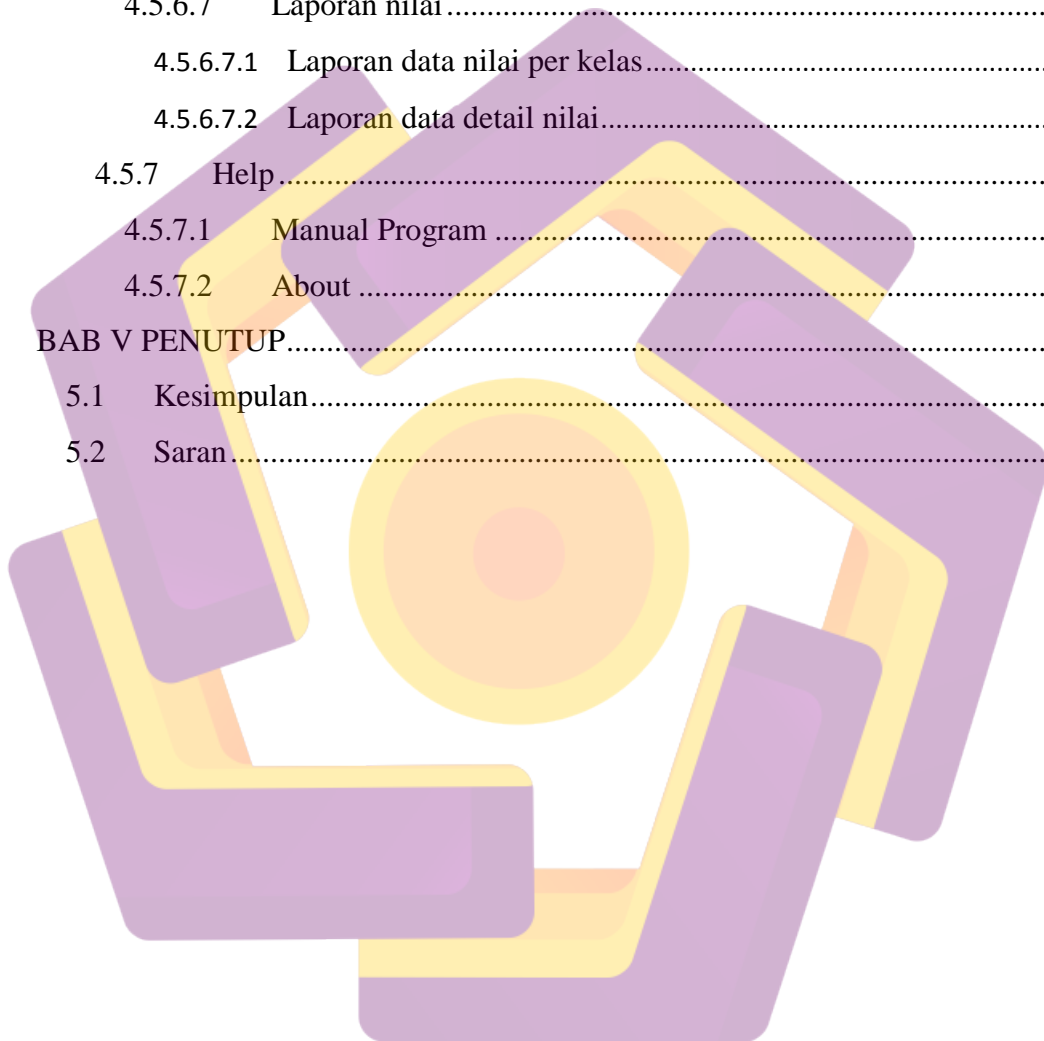 4.5.6.7 Laporan nilai ........................................................................
4.5.6.7.1 Laporan data nilai per kelas ..................................................
4.5.6.7.2 Laporan data detail nilai ........................................................
4.5.7 Help ................................................................................................
4.5.7.1 Manual Program ......................................................................
4.5.7.2 About .......................................................................................
BAB V PENUTUP ................................................................................................
5.1 Kesimpulan ...............................................................................................
5.2 Saran .........................................................................................................